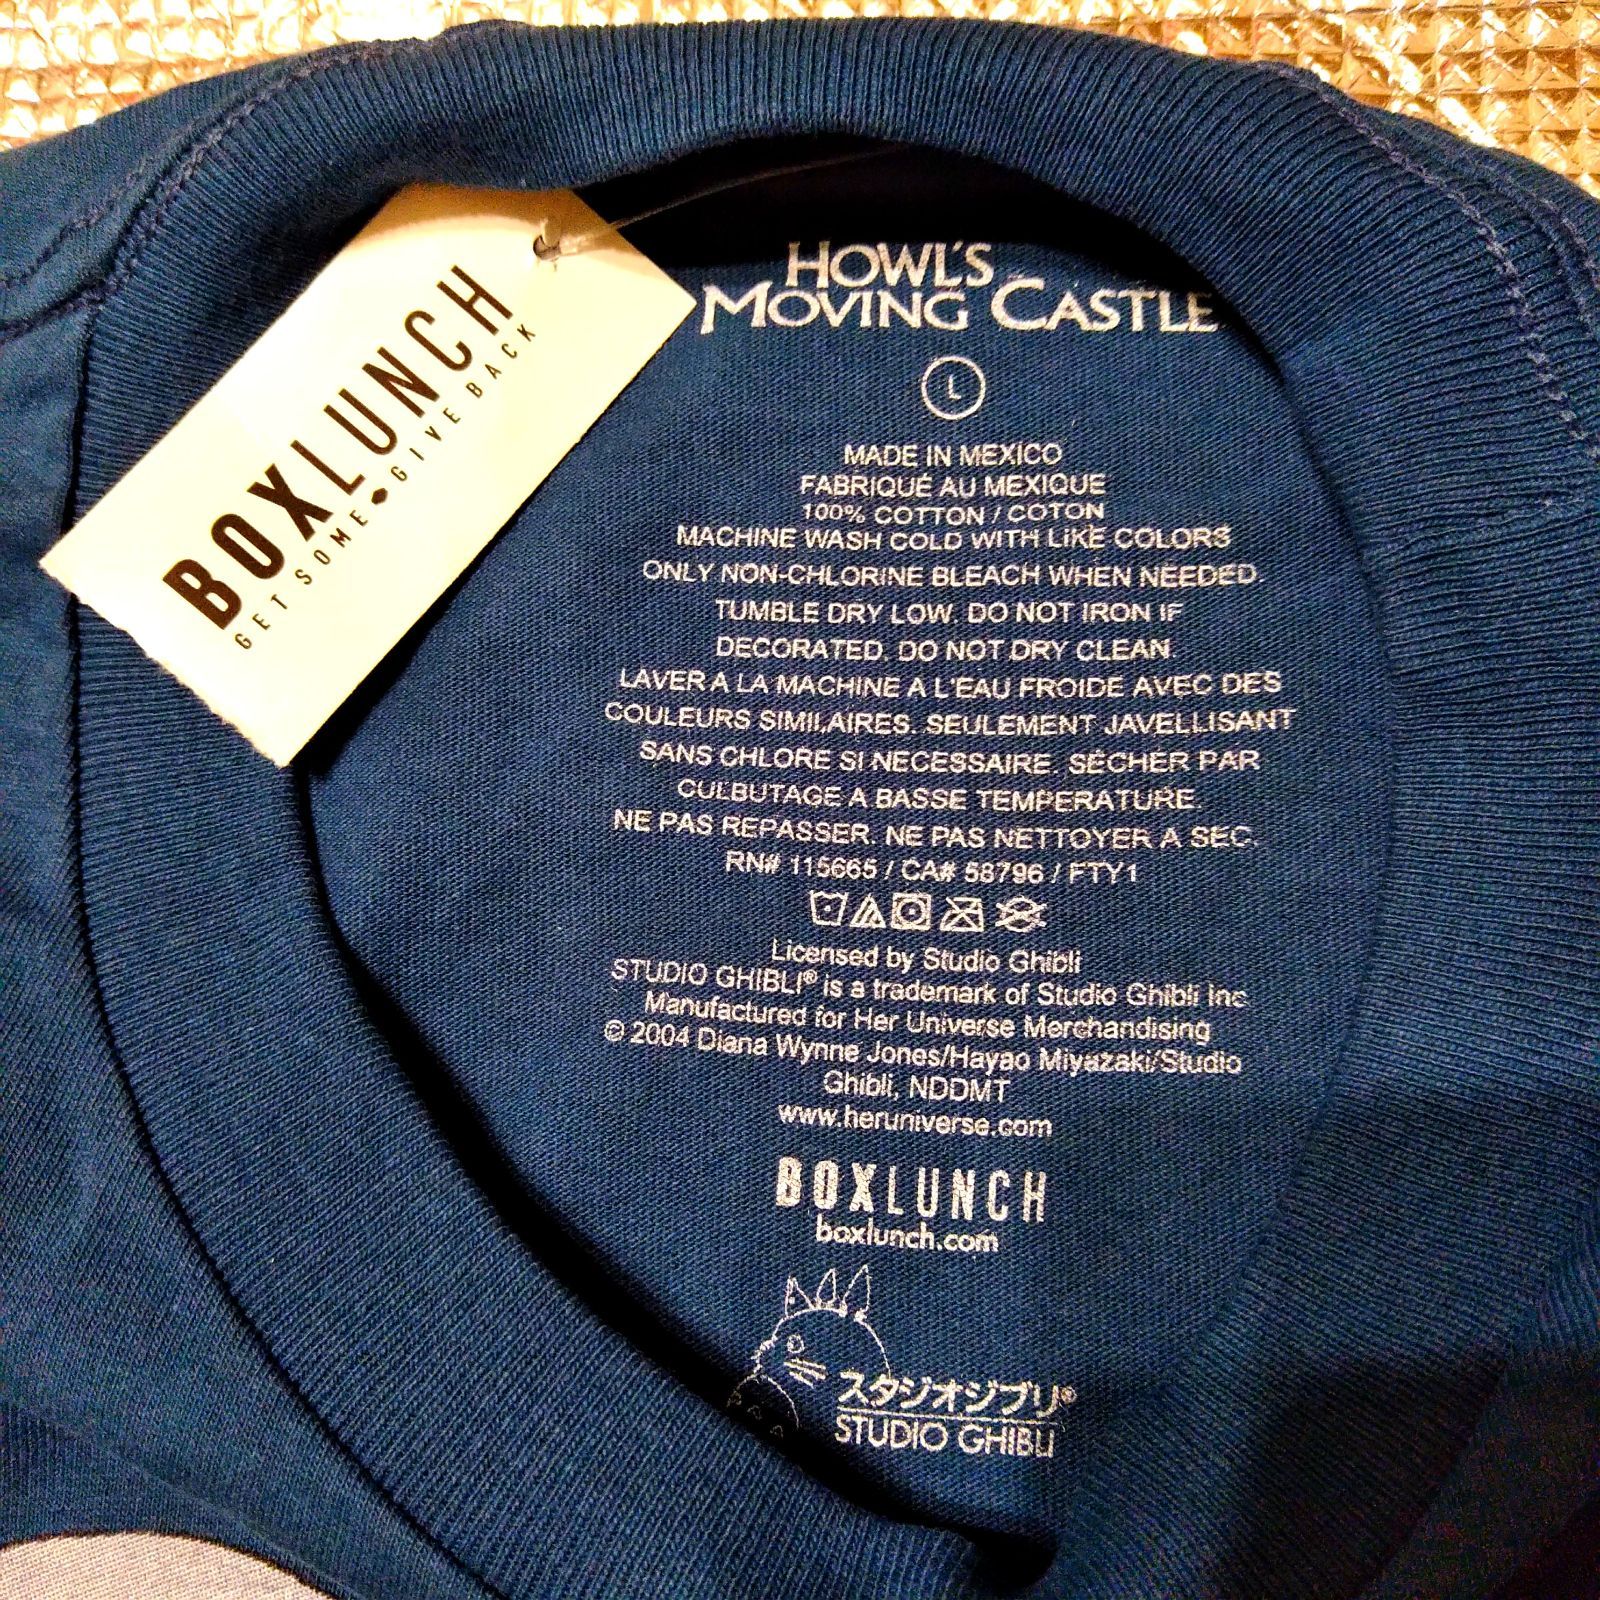 BOXLUNCH
GET SOME◆GIVE BACK
HOWL'S
MOVING CASTLE
L
MADE IN MEXICO
FABRIQUÉ AU MEXIQUE
100% COTTON / COTON
MACHINE WASH COLD WITH LIKE COLORS
ONLY NON-CHLORINE BLEACH WHEN NEEDED.
TUMBLE DRY LOW. DO NOT IRON IF
DECORATED. DO NOT DRY CLEAN.
LAVER A LA MACHINE A L'EAU FROIDE AVEC DES
COULEURS SIMILAIRES. SEULEMENT JAVELLISANT
SANS CHLORE SI NECESSAIRE. SÉCHER PAR
CULBUTAGE A BASSE TEMPERATURE.
NE PAS REPASSER. NE PAS NETTOYER A SEC.
RN# 115665 / CA# 58796 / FTY1
Licensed by Studio Ghibli
STUDIO GHIBLI® is a trademark of Studio Ghibli Inc
Manufactured for Her Universe Merchandising
© 2004 Diana Wynne Jones/Hayao Miyazaki/Studio
Ghibli, NDDMT
www.heruniverse.com
BOXLUNCH
boxlunch.com
スタジオジブリ®
STUDIO GHIBLI